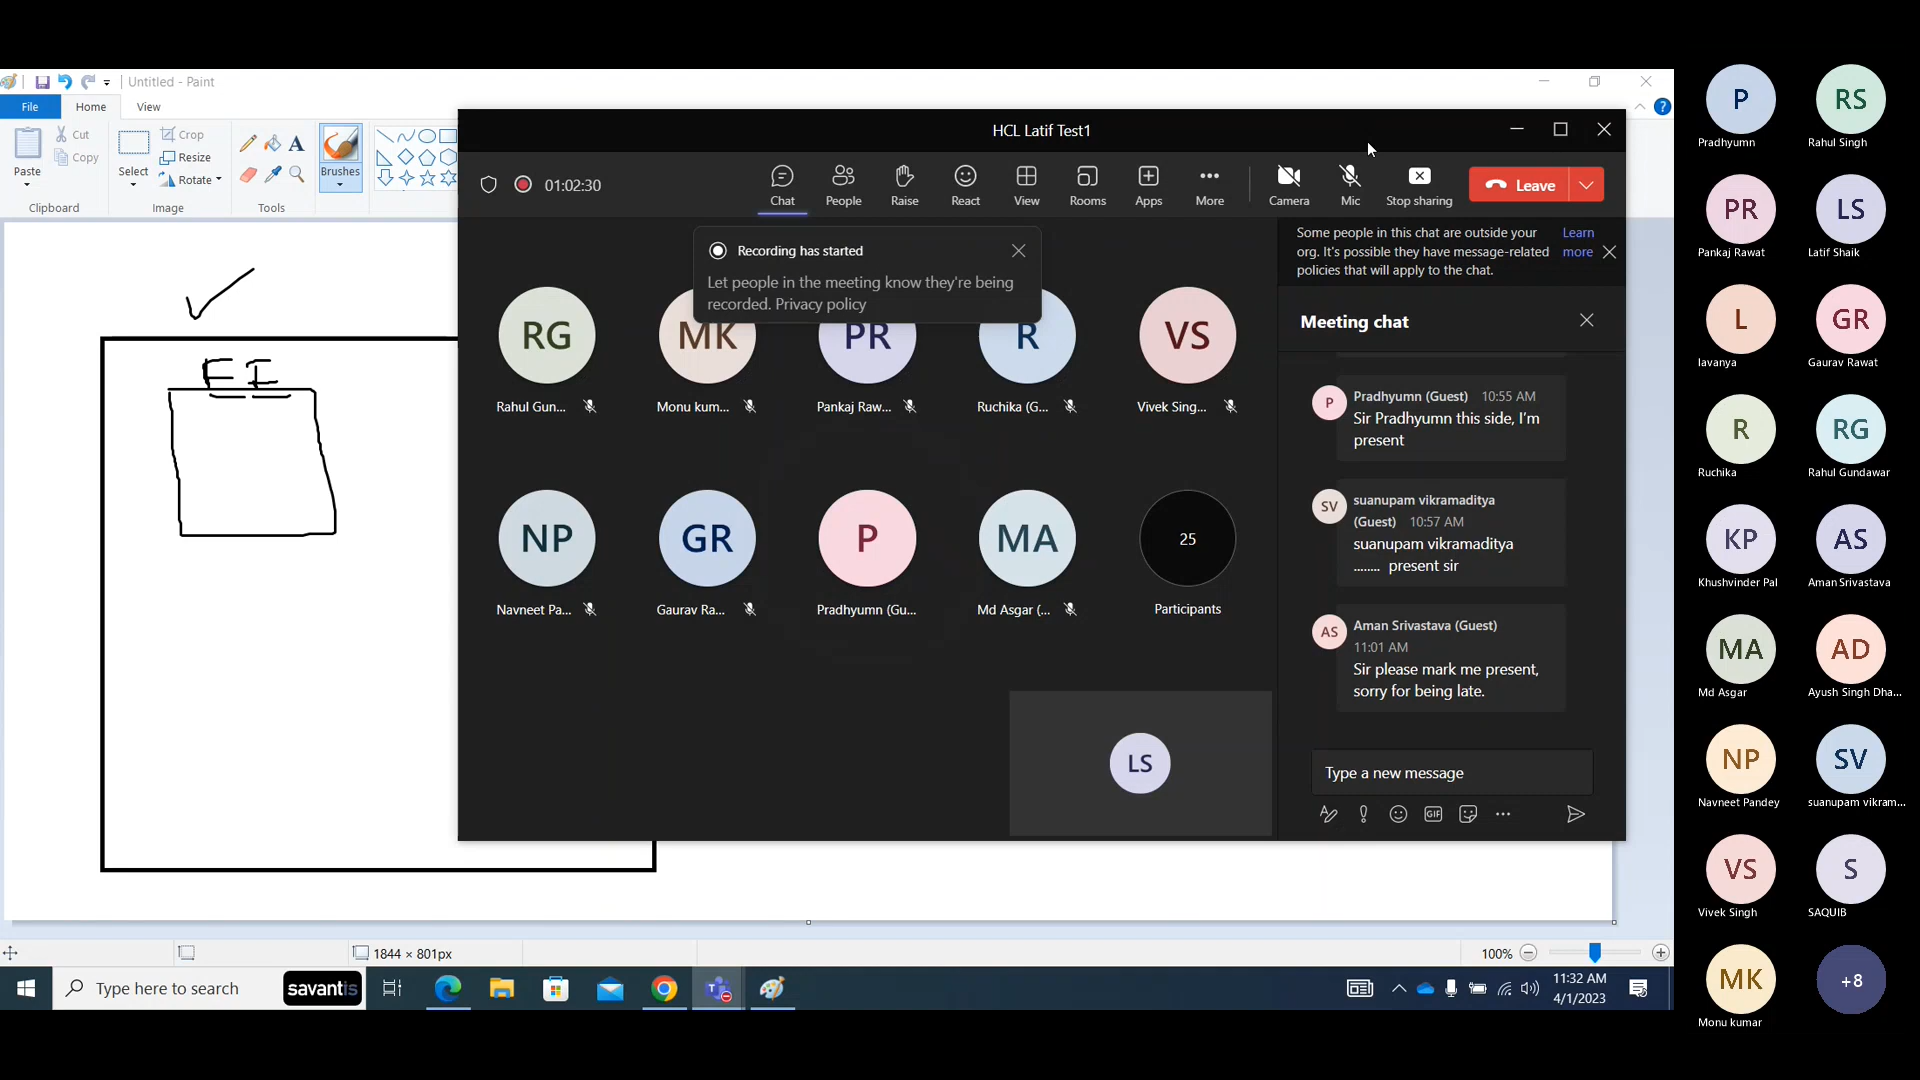 Untitled - Paint
File
Home
View
Paste
Cut
Copy
Clipboard
Select
Crop
Resize
Rotate
Image
Tools
Brushes
HCL Latif Test1
01:02:30
Chat
People
Raise
React
View
Rooms
Apps
More
Camera
Mic
Stop sharing
Leave
Recording has started
Let people in the meeting know they're being
recorded. Privacy policy
Some people in this chat are outside your
org. It's possible they have message-related
policies that will apply to the chat.
Learn
more
RG
MK
PR
R
VS
Rahul Gun...
Monu kum...
Pankaj Raw...
Ruchika (G...
Vivek Sing...
NP
GR
P
MA
25
Navneet Pa...
Gaurav Ra...
Pradhyumn (Gu...
Md Asgar (...
Participants
LS
Meeting chat
P
Pradhyumn (Guest) 10:55 AM
Sir Pradhyumn this side, I'm
present
SV
suanupam vikramaditya
(Guest) 10:57 AM
suanupam vikramaditya
........ present sir
AS
Aman Srivastava (Guest)
11:01 AM
Sir please mark me present,
sorry for being late.
Type a new message
GIF
1844 × 801px
100%
Type here to search
savantis
11:32 AM
4/1/2023
P
RS
Pradhyumn
Rahul Singh
PR
LS
Pankaj Rawat
Latif Shaik
L
GR
lavanya
Gaurav Rawat
R
RG
Ruchika
Rahul Gundawar
KP
AS
Khushvinder Pal
Aman Srivastava
MA
AD
Md Asgar
Ayush Singh Dha...
NP
SV
Navneet Pandey
suanupam vikram...
VS
S
Vivek Singh
SAQUIB
MK
+8
Monu kumar